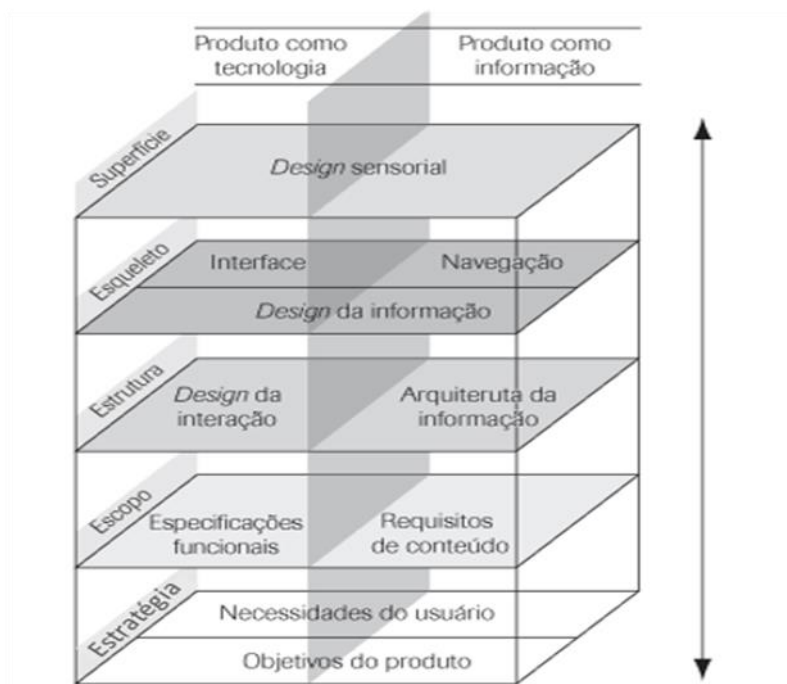 Produto como
tecnologia
Produto como
informação
Superfície
Design sensorial
Esqueleto
Interface
Navegação
Design da informação
Estrutura
Design da
interação
Arquiteruta da
informação
Escopo
Especificações
funcionais
Requisitos
de conteúdo
Estratégia
Necessidades do usuário
Objetivos do produto